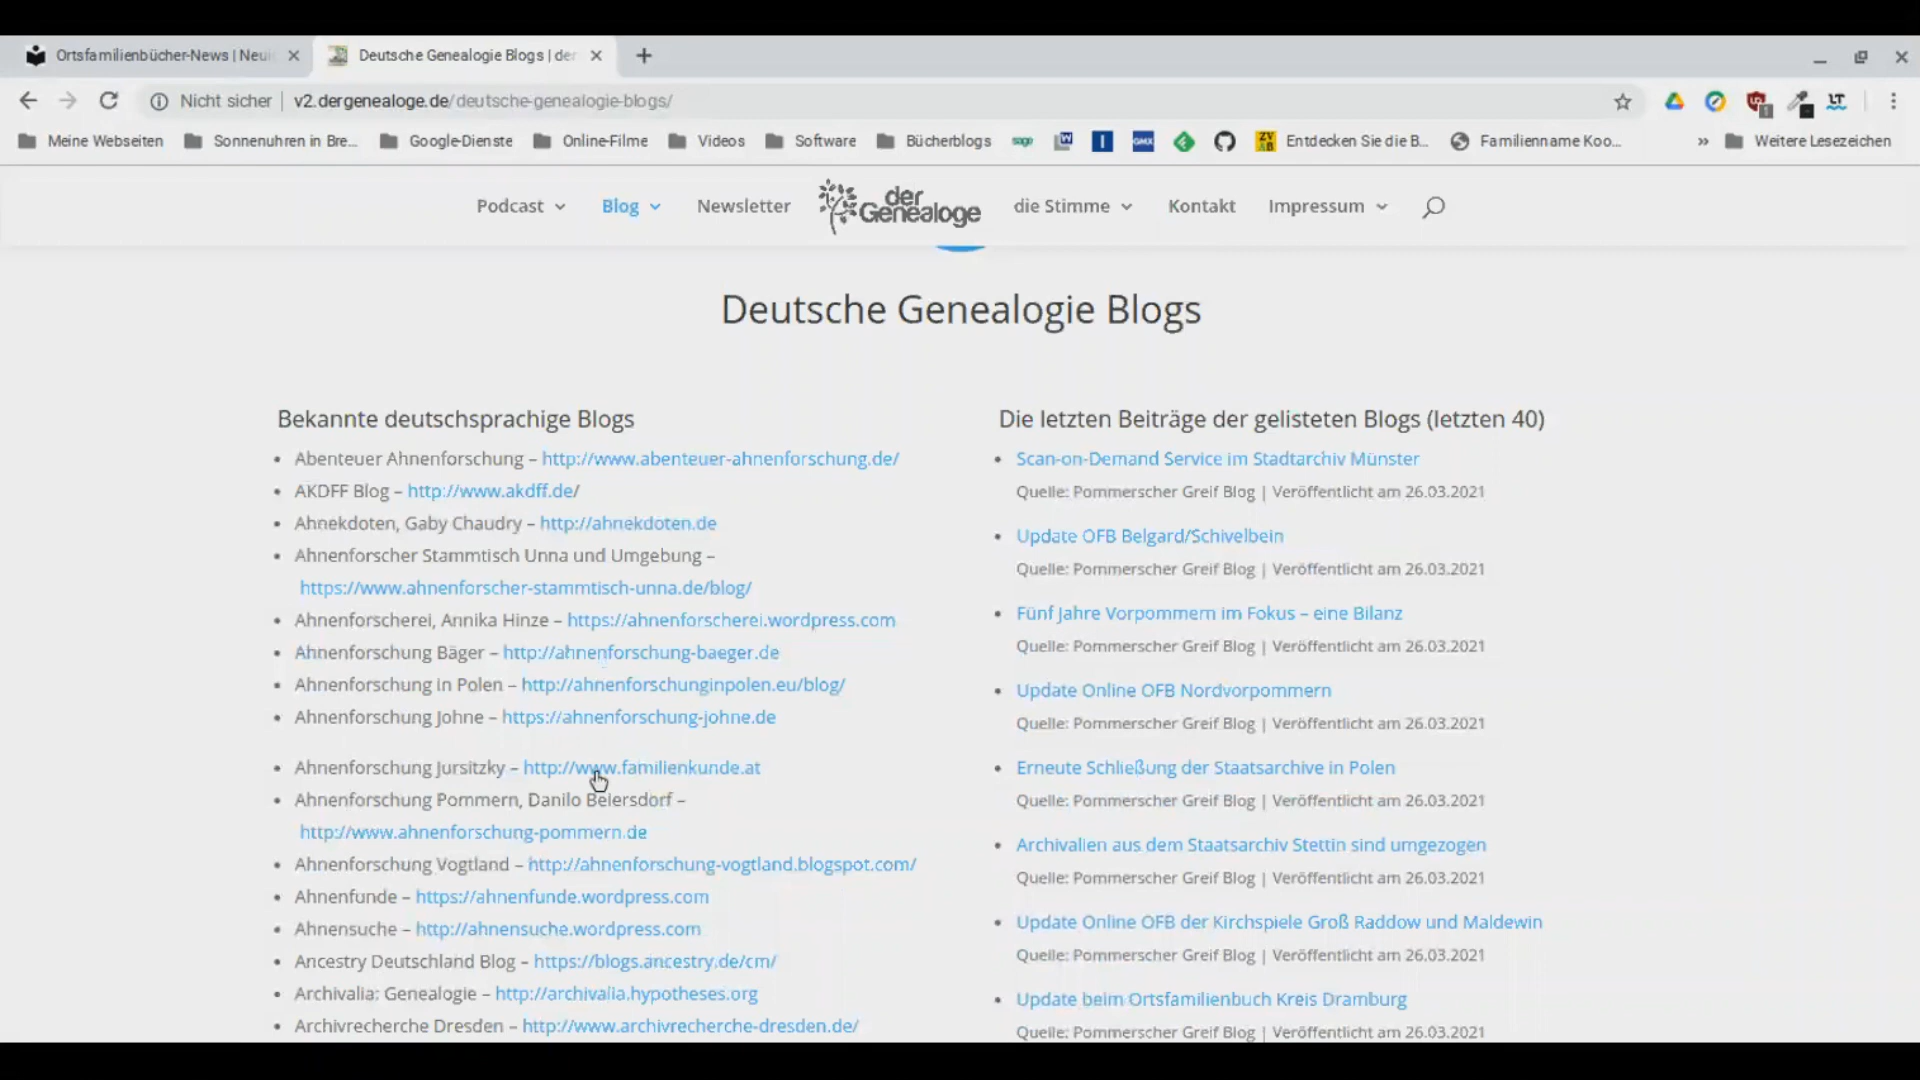 Ortsfamilienbücher-News | Neui
Deutsche Genealogie Blogs | der
Nicht sicher | v2.dergenealoge.de/deutsche-genealogie-blogs/
Meine Webseiten Sonnenuhren in Bre... Google-Dienste Online-Filme Videos Software Bücherblogs sage W I GMX ZVAB Entdecken Sie die B... Familienname Koo... » Weitere Lesezeichen
Podcast Blog Newsletter der Genealoge die Stimme Kontakt Impressum
Deutsche Genealogie Blogs
Bekannte deutschsprachige Blogs
• Abenteuer Ahnenforschung – http://www.abenteuer-ahnenforschung.de/
• AKDFF Blog – http://www.akdff.de/
• Ahnekdoten, Gaby Chaudry – http://ahnekdoten.de
• Ahnenforscher Stammtisch Unna und Umgebung –
https://www.ahnenforscher-stammtisch-unna.de/blog/
• Ahnenforscherei, Annika Hinze – https://ahnenforscherei.wordpress.com
• Ahnenforschung Bäger – http://ahnenforschung-baeger.de
• Ahnenforschung in Polen – http://ahnenforschunginpolen.eu/blog/
• Ahnenforschung Johne – https://ahnenforschung-johne.de
• Ahnenforschung Jursitzky – http://www.familienkunde.at
• Ahnenforschung Pommern, Danilo Beiersdorf –
http://www.ahnenforschung-pommern.de
• Ahnenforschung Vogtland – http://ahnenforschung-vogtland.blogspot.com/
• Ahnenfunde – https://ahnenfunde.wordpress.com
• Ahnensuche – http://ahnensuche.wordpress.com
• Ancestry Deutschland Blog – https://blogs.ancestry.de/cm/
• Archivalia: Genealogie – http://archivalia.hypotheses.org
• Archivrecherche Dresden – http://www.archivrecherche-dresden.de/
Die letzten Beiträge der gelisteten Blogs (letzten 40)
• Scan-on-Demand Service im Stadtarchiv Münster
Quelle: Pommerscher Greif Blog | Veröffentlicht am 26.03.2021
• Update OFB Belgard/Schivelbein
Quelle: Pommerscher Greif Blog | Veröffentlicht am 26.03.2021
• Fünf Jahre Vorpommern im Fokus – eine Bilanz
Quelle: Pommerscher Greif Blog | Veröffentlicht am 26.03.2021
• Update Online OFB Nordvorpommern
Quelle: Pommerscher Greif Blog | Veröffentlicht am 26.03.2021
• Erneute Schließung der Staatsarchive in Polen
Quelle: Pommerscher Greif Blog | Veröffentlicht am 26.03.2021
• Archivalien aus dem Staatsarchiv Stettin sind umgezogen
Quelle: Pommerscher Greif Blog | Veröffentlicht am 26.03.2021
• Update Online OFB der Kirchspiele Groß Raddow und Maldewin
Quelle: Pommerscher Greif Blog | Veröffentlicht am 26.03.2021
• Update beim Ortsfamilienbuch Kreis Dramburg
Quelle: Pommerscher Greif Blog | Veröffentlicht am 26.03.2021